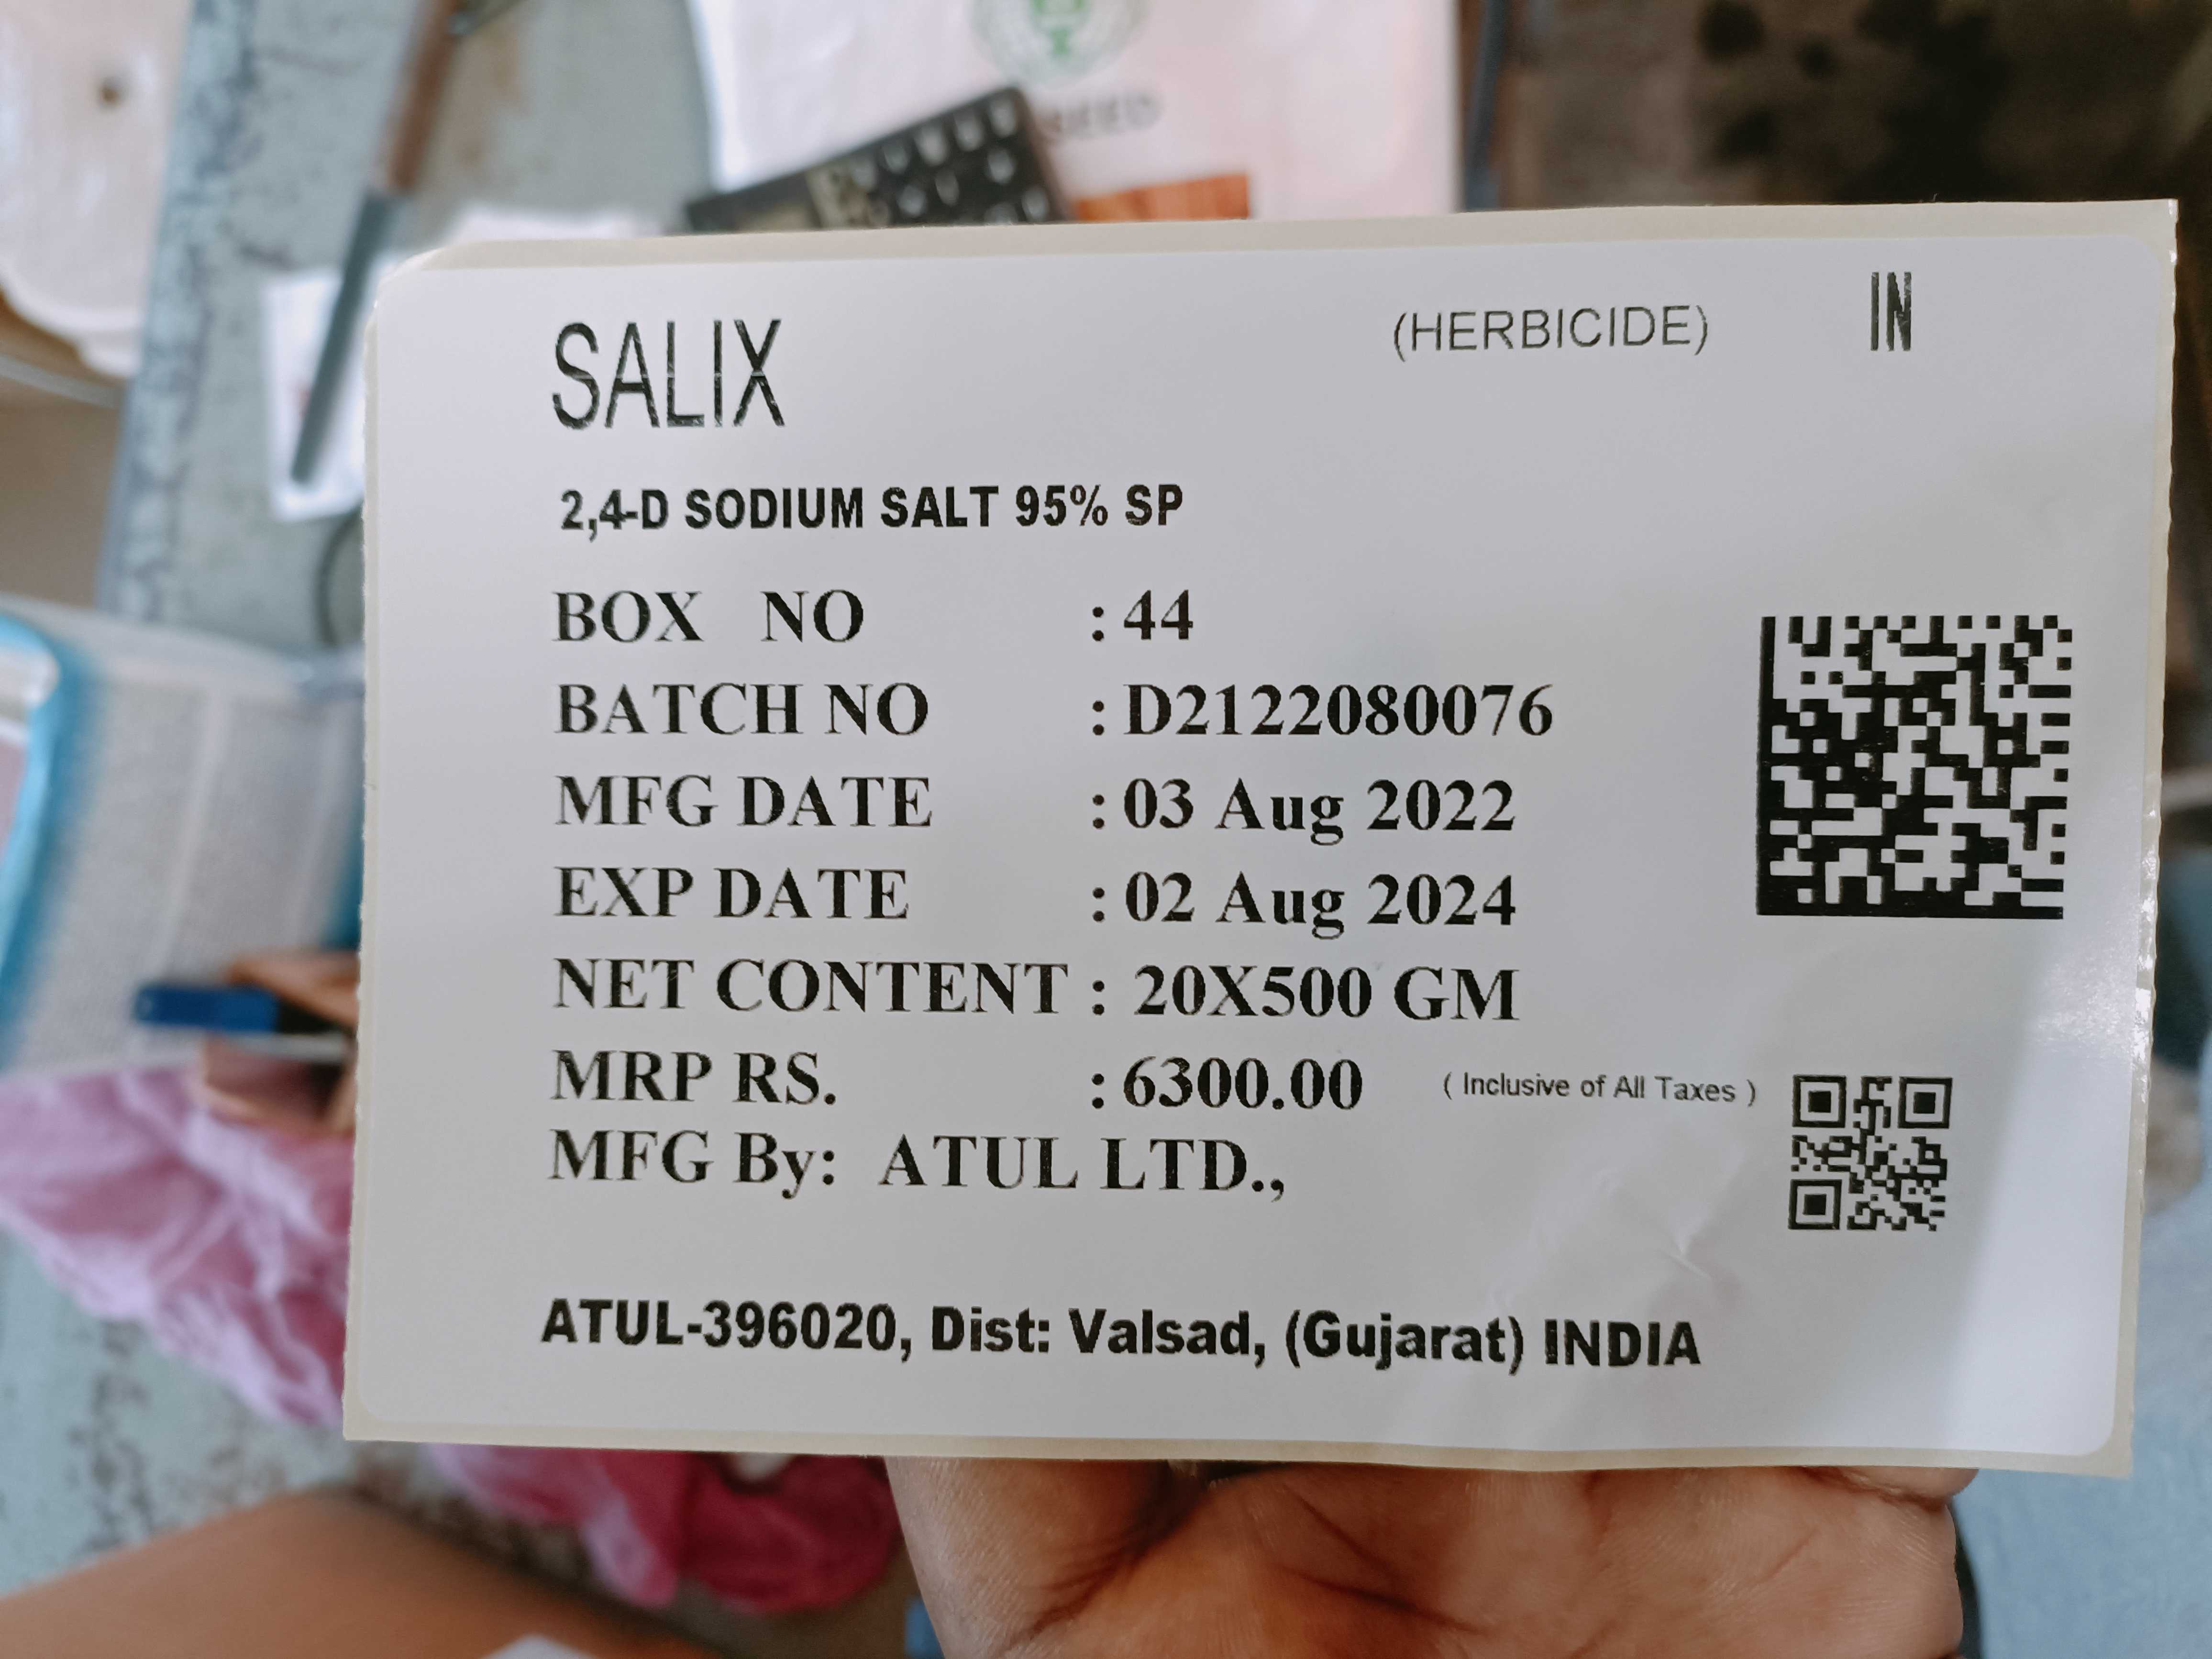 SEED
SALIX (HERBICIDE) IN
2,4-D SODIUM SALT 95% SP
BOX NO : 44
BATCH NO : D2122080076
MFG DATE : 03 Aug 2022
EXP DATE : 02 Aug 2024
NET CONTENT : 20X500 GM
MRP RS. : 6300.00 ( Inclusive of All Taxes )
MFG By: ATUL LTD.,
ATUL-396020, Dist: Valsad, (Gujarat) INDIA